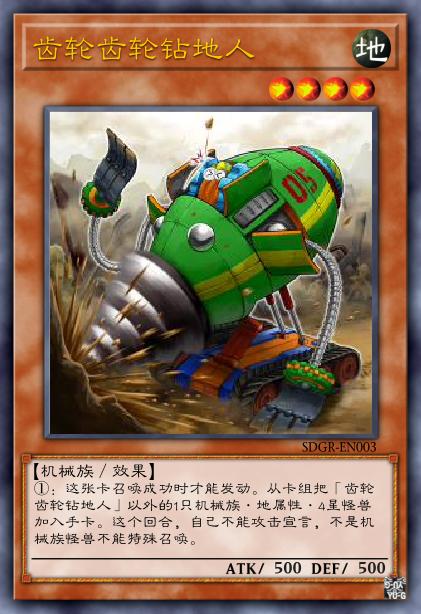 齿轮齿轮钻地人
地
05
SDGR-EN003
【机械族／效果】
①：这张卡召唤成功时才能发动。从卡组把「齿轮
齿轮钻地人」以外的1只机械族·地属性·4星怪兽
加入手卡。这个回合，自己不能攻击宣言，不是机
械族怪兽不能特殊召唤。
ATK/ 500 DEF/ 500